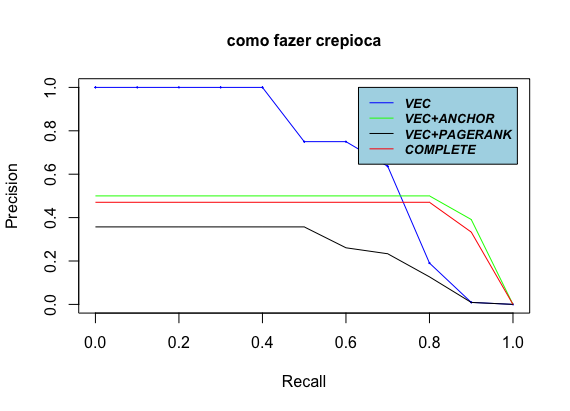 como fazer crepioca
VEC
VEC+ANCHOR
VEC+PAGERANK
COMPLETE
Precision
1.0
0.8
0.6
0.4
0.2
0.0
0.0 0.2 0.4 0.6 0.8 1.0
Recall